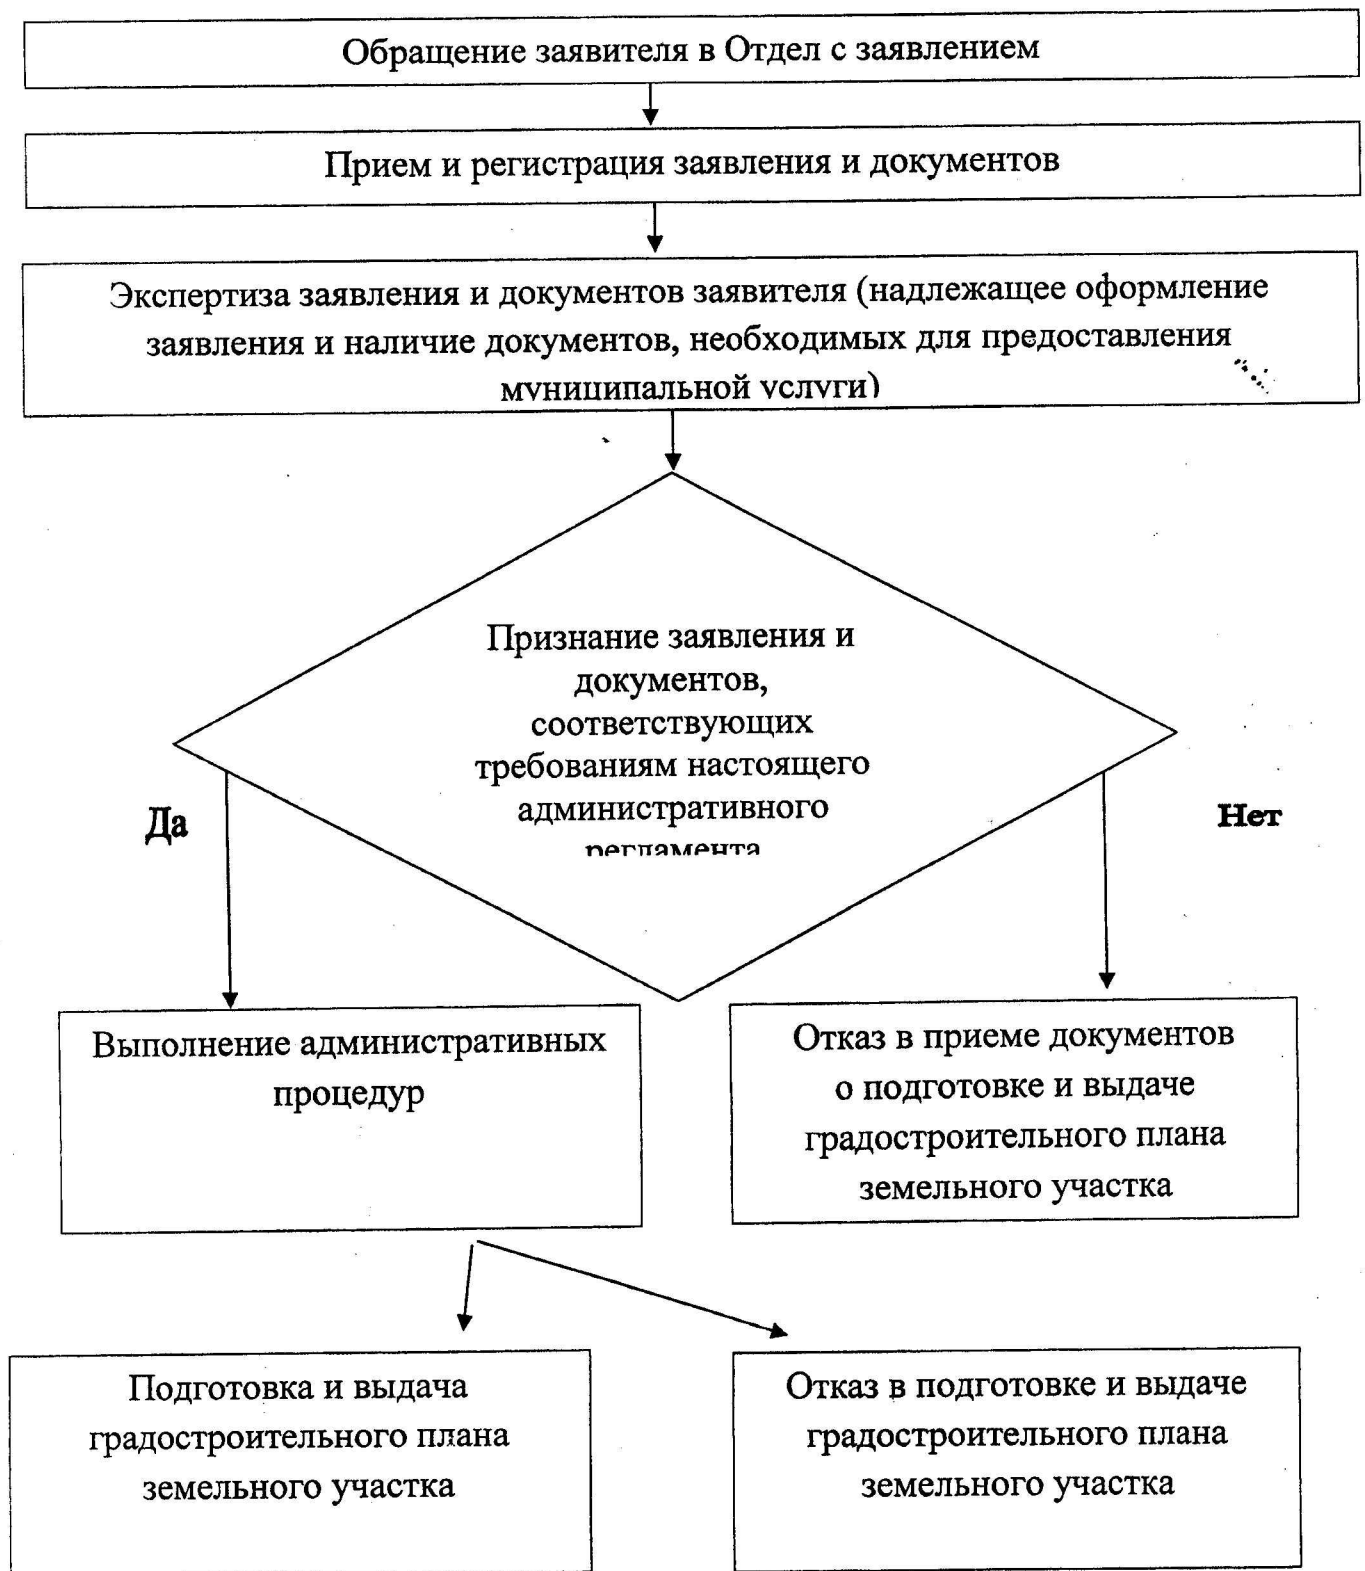 Обращение заявителя в Отдел с заявлением
Прием и регистрация заявления и документов
Экспертиза заявления и документов заявителя (надлежащее оформление
заявления и наличие документов, необходимых для предоставления
муниципальной услуги)
Признание заявления и
документов,
соответствующих
требованиям настоящего
административного
регламента
Да
Нет
Выполнение административных
процедур
Отказ в приеме документов
о подготовке и выдаче
градостроительного плана
земельного участка
Подготовка и выдача
градостроительного плана
земельного участка
Отказ в подготовке и выдаче
градостроительного плана
земельного участка